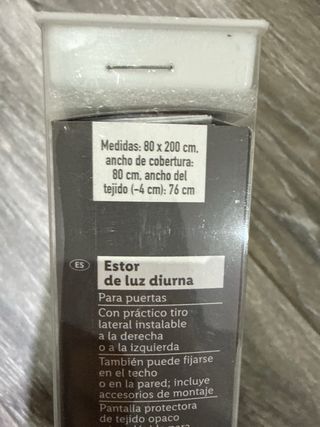 Medidas: 80 x 200 cm,
ancho de cobertura:
80 cm, ancho del
tejido (-4 cm): 76 cm
ES
Estor
de luz diurna
Para puertas
Con práctico tiro
lateral instalable
a la derecha
o a la izquierda
También puede fijarse
en el techo
o en la pared; incluye
accesorios de montaje
Pantalla protectora
de tejido opaco